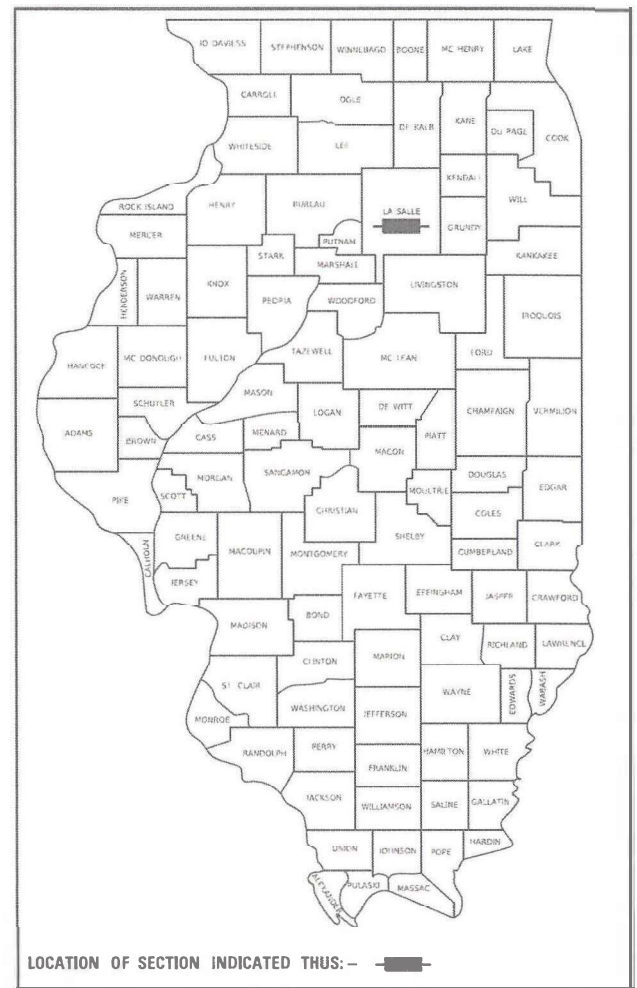 JO DAVIESS STEPHENSON WINNEBAGO BOONE MC HENRY LAKE
CARROLL OGLE DE KALB KANE DU PAGE COOK
WHITESIDE LEE KENDALL WILL
ROCK ISLAND HENRY BUREAU LA SALLE GRUNDY
MERCER PUTNAM KANKAKEE
STARK MARSHALL
HENDERSON WARREN KNOX PEORIA WOODFORD LIVINGSTON IROQUOIS
HANCOCK MC DONOUGH FULTON TAZEWELL MC LEAN FORD
MASON
SCHUYLER LOGAN DE WITT CHAMPAIGN VERMILION
ADAMS BROWN CASS MENARD PIATT
MACON
PIKE SCOTT MORGAN SANGAMON MOULTRIE DOUGLAS EDGAR
CHRISTIAN COLES
GREENE MACOUPIN MONTGOMERY SHELBY CUMBERLAND CLARK
CALHOUN JERSEY
FAYETTE EFFINGHAM JASPER CRAWFORD
MADISON BOND
CLAY RICHLAND LAWRENCE
CLINTON MARION
ST. CLAIR WAYNE EDWARDS WABASH
MONROE WASHINGTON JEFFERSON
RANDOLPH PERRY HAMILTON WHITE
FRANKLIN
JACKSON WILLIAMSON SALINE GALLATIN
UNION JOHNSON POPE HARDIN
ALEXANDER PULASKI MASSAC
LOCATION OF SECTION INDICATED THUS: –